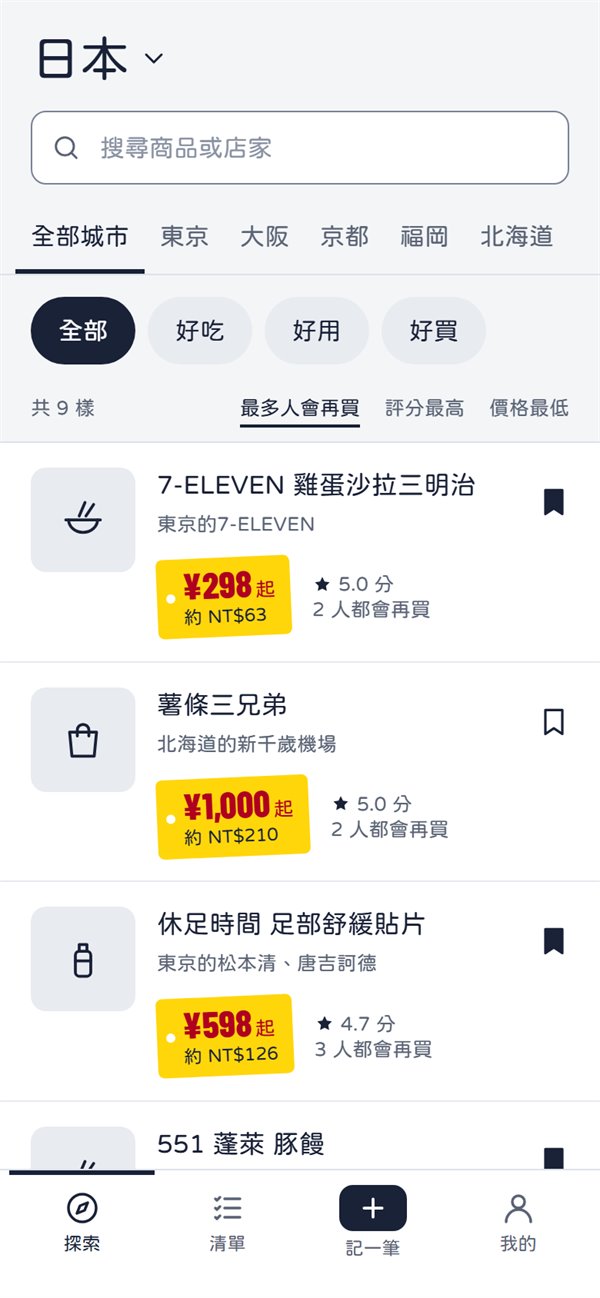 日本
搜尋商品或店家
全部城市 東京 大阪 京都 福岡 北海道
全部 好吃 好用 好買
共 9 樣 最多人會再買 評分最高 價格最低
7-ELEVEN 雞蛋沙拉三明治
東京的7-ELEVEN
¥298 起
約 NT$63
★ 5.0 分
2 人都會再買
薯條三兄弟
北海道的新千歲機場
¥1,000 起
約 NT$210
★ 5.0 分
2 人都會再買
休足時間 足部舒緩貼片
東京的松本清、唐吉訶德
¥598 起
約 NT$126
★ 4.7 分
3 人都會再買
551 蓬萊 豚饅
探索 清單 記一筆 我的